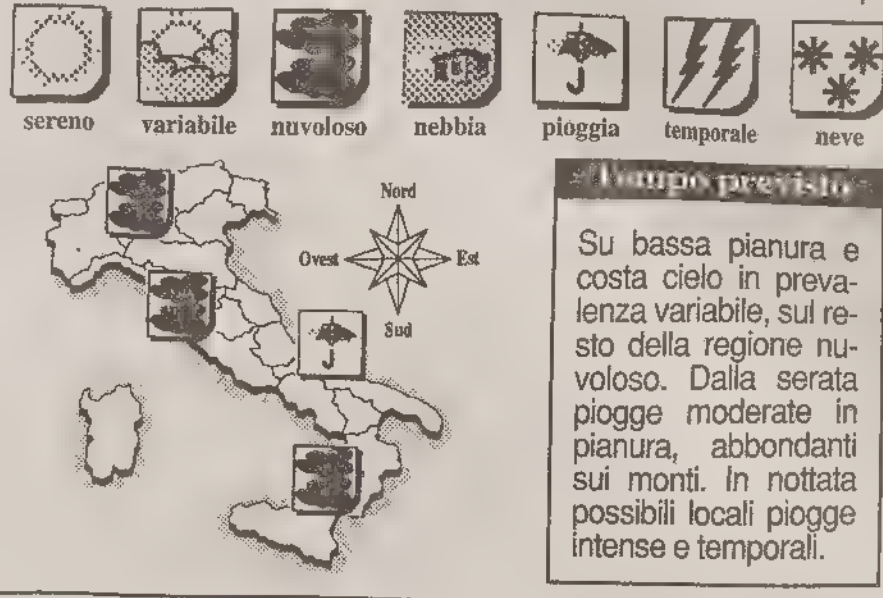 sereno variabile nuvoloso nebbia pioggia temporale neve
Nord
Ovest Est
Sud
Tempo previsto
Su bassa pianura e
costa cielo in preva-
lenza variabile, sul re-
sto della regione nu-
voloso. Dalla serata
piogge moderate in
pianura, abbondanti
sui monti. In nottata
possibili locali piogge
intense e temporali.